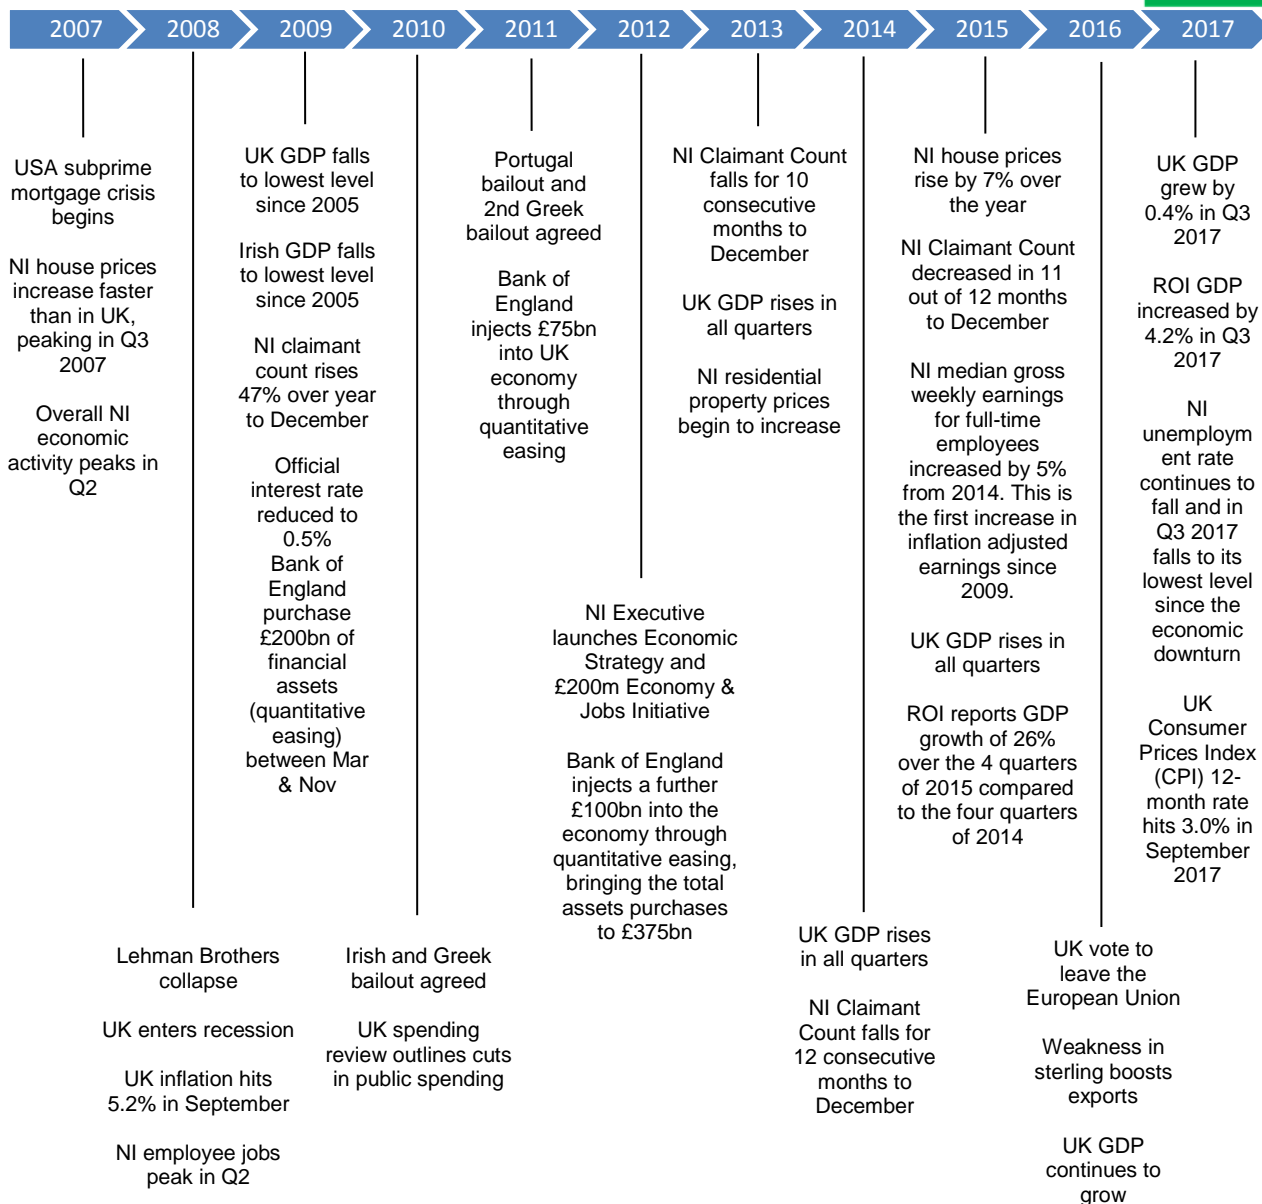 2007
2008
2009
2010
2011
2012
2013
2014
2015
2016
2017
USA subprime
mortgage crisis
begins
NI house prices
increase faster
than in UK,
peaking in Q3
2007
Overall NI
economic
activity peaks in
Q2
Lehman Brothers
collapse
UK enters recession
UK inflation hits
5.2% in September
NI employee jobs
peak in Q2
UK GDP falls
to lowest level
since 2005
Irish GDP falls
to lowest level
since 2005
NI claimant
count rises
47% over year
to December
Official
interest rate
reduced to
0.5%
Bank of
England
purchase
£200bn of
financial
assets
(quantitative
easing)
between Mar
& Nov
Irish and Greek
bailout agreed
UK spending
review outlines cuts
in public spending
Portugal
bailout and
2nd Greek
bailout agreed
Bank of
England
injects £75bn
into UK
economy
through
quantitative
easing
NI Executive
launches Economic
Strategy and
£200m Economy &
Jobs Initiative
Bank of England
injects a further
£100bn into the
economy through
quantitative easing,
bringing the total
assets purchases
to £375bn
NI Claimant Count
falls for 10
consecutive
months to
December
UK GDP rises in
all quarters
NI residential
property prices
begin to increase
UK GDP rises
in all quarters
NI Claimant
Count falls for
12 consecutive
months to
December
NI house prices
rise by 7% over
the year
NI Claimant Count
decreased in 11
out of 12 months
to December
NI median gross
weekly earnings
for full-time
employees
increased by 5%
from 2014. This is
the first increase in
inflation adjusted
earnings since
2009.
UK GDP rises in
all quarters
ROI reports GDP
growth of 26%
over the 4 quarters
of 2015 compared
to the four quarters
of 2014
UK vote to
leave the
European Union
Weakness in
sterling boosts
exports
UK GDP
continues to
grow
UK GDP
grew by
0.4% in Q3
2017
ROI GDP
increased by
4.2% in Q3
2017
NI
unemploym
ent rate
continues to
fall and in
Q3 2017
falls to its
lowest level
since the
economic
downturn
UK
Consumer
Prices Index
(CPI) 12-
month rate
hits 3.0% in
September
2017